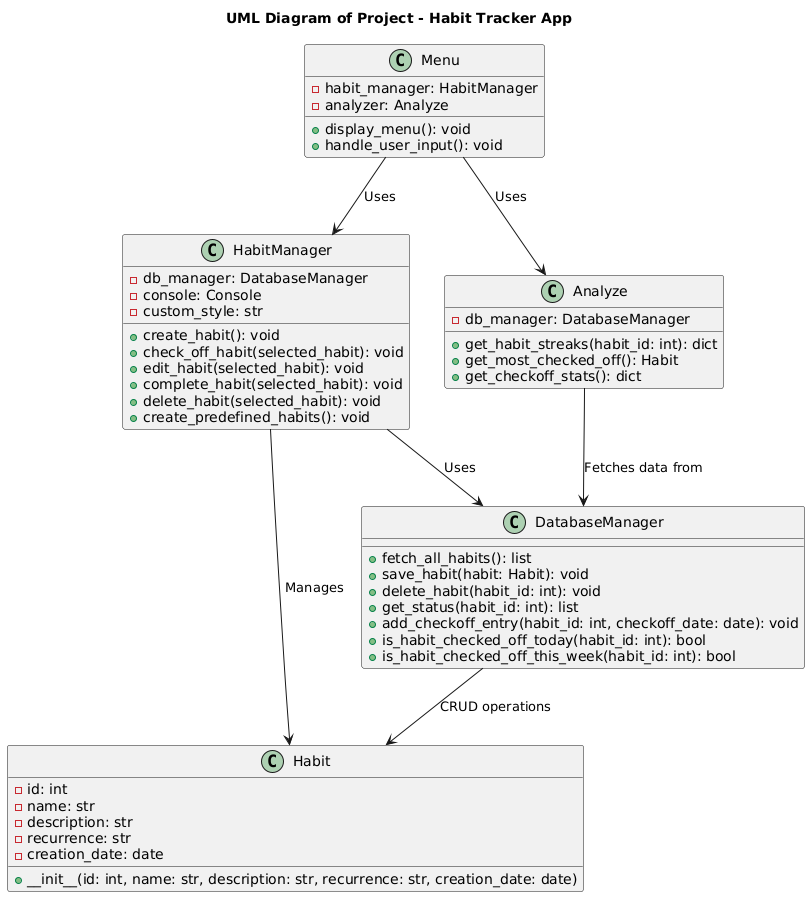 UML Diagram of Project - Habit Tracker App
C Menu
habit_manager: HabitManager
analyzer: Analyze
display_menu(): void
handle_user_input(): void
Uses
Uses
C HabitManager
db_manager: DatabaseManager
console: Console
custom_style: str
create_habit(): void
check_off_habit(selected_habit): void
edit_habit(selected_habit): void
complete_habit(selected_habit): void
delete_habit(selected_habit): void
create_predefined_habits(): void
C Analyze
db_manager: DatabaseManager
get_habit_streaks(habit_id: int): dict
get_most_checked_off(): Habit
get_checkoff_stats(): dict
Uses
Fetches data from
Manages
C DatabaseManager
fetch_all_habits(): list
save_habit(habit: Habit): void
delete_habit(habit_id: int): void
get_status(habit_id: int): list
add_checkoff_entry(habit_id: int, checkoff_date: date): void
is_habit_checked_off_today(habit_id: int): bool
is_habit_checked_off_this_week(habit_id: int): bool
CRUD operations
C Habit
id: int
name: str
description: str
recurrence: str
creation_date: date
__init__(id: int, name: str, description: str, recurrence: str, creation_date: date)